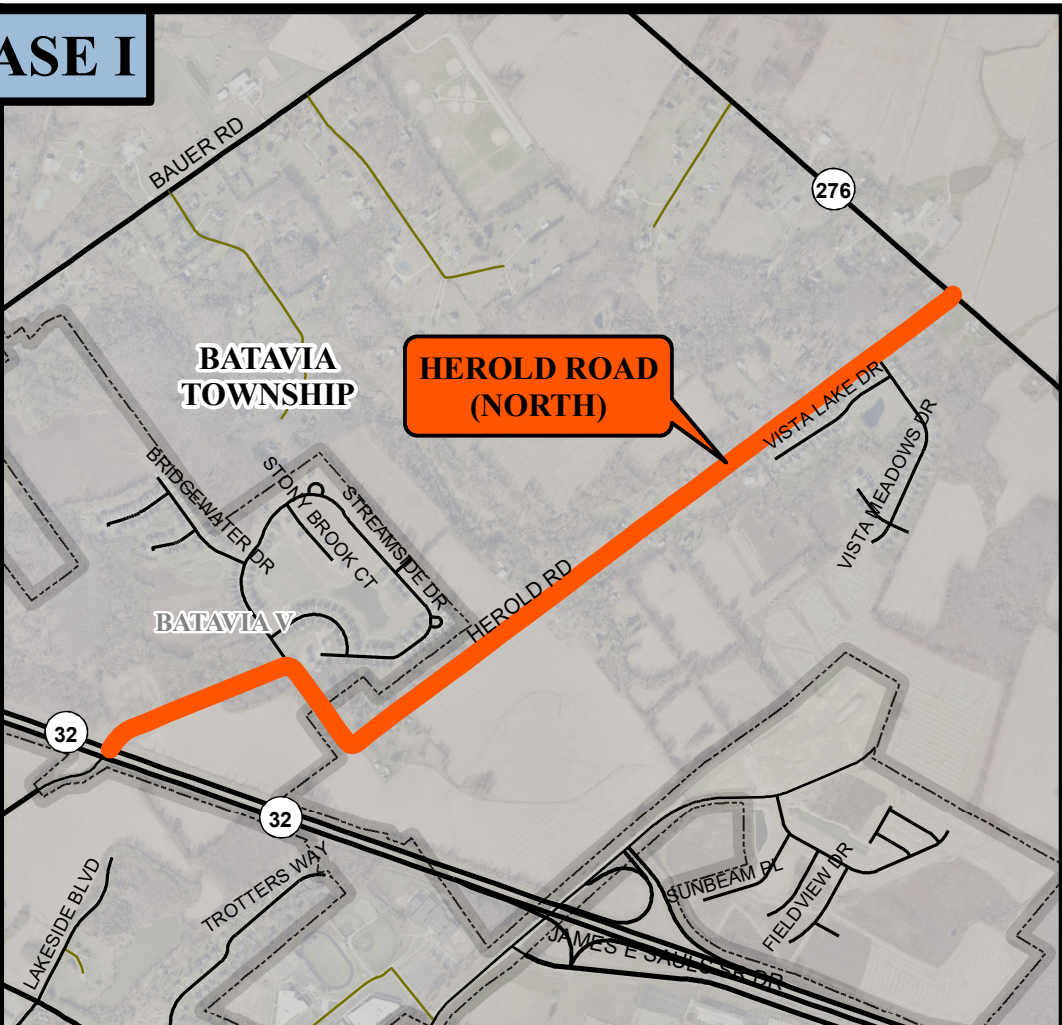 ASE I
BAUER RD
276
BATAVIA
TOWNSHIP
HEROLD ROAD
(NORTH)
VISTA LAKE DR
VISTA MEADOWS DR
BRIDGEWATER DR
STONY BROOK CT
STREAMSIDE DR
HEROLD RD
BATAVIA V
32
32
LAKESIDE BLVD
TROTTERS WAY
SUNBEAM PL
FIELDVIEW DR
JAMES E SAULS SR DR